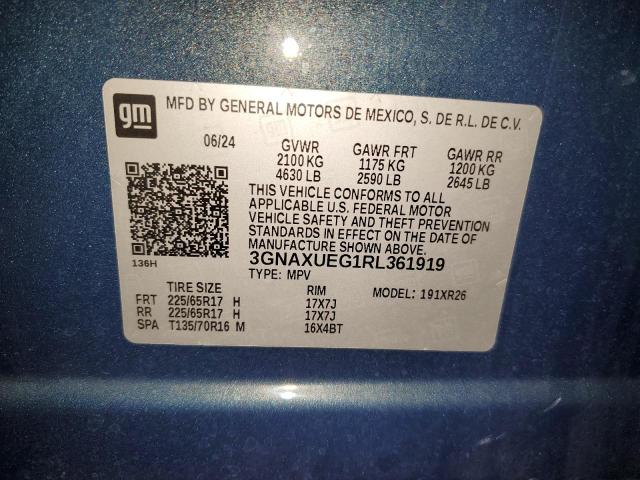 gm
MFD BY GENERAL MOTORS DE MEXICO, S. DE R.L. DE C.V.
06/24 GVWR GAWR FRT GAWR RR
2100 KG 1175 KG 1200 KG
4630 LB 2590 LB 2645 LB
THIS VEHICLE CONFORMS TO ALL
APPLICABLE U.S. FEDERAL MOTOR
VEHICLE SAFETY AND THEFT PREVENTION
STANDARDS IN EFFECT ON THE DATE OF
MANUFACTURE SHOWN ABOVE.
136H 3GNAXUEG1RL361919
TYPE: MPV
TIRE SIZE RIM MODEL: 191XR26
FRT 225/65R17 H 17X7J
RR 225/65R17 H 17X7J
SPA T135/70R16 M 16X4BT